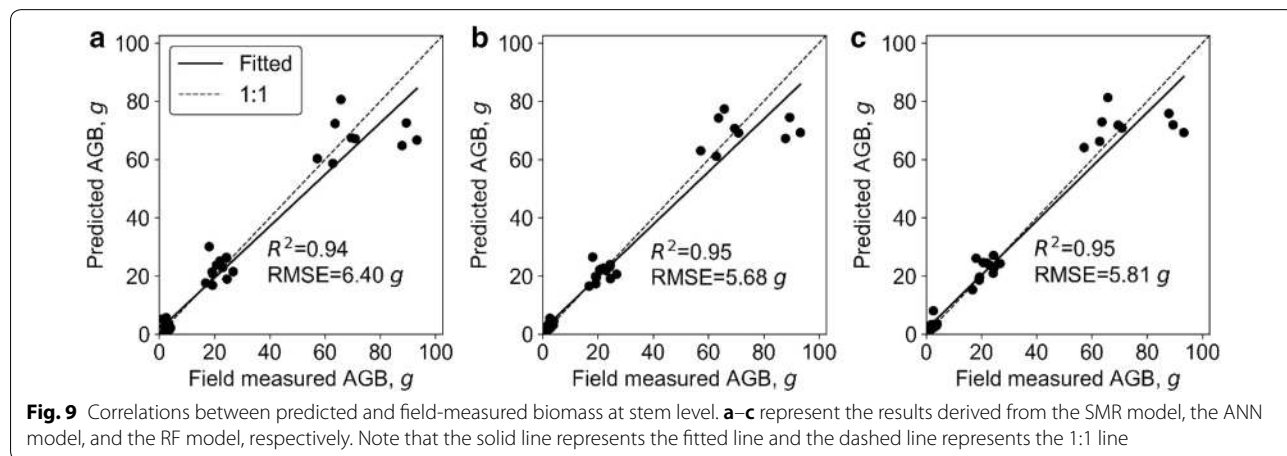 a
100
80
60
40
20
0
Predicted AGB, g
Fitted
1:1
R²=0.94
RMSE=6.40 g
0 20 40 60 80 100
Field measured AGB, g
b
100
80
60
40
20
0
Predicted AGB, g
R²=0.95
RMSE=5.68 g
0 20 40 60 80 100
Field measured AGB, g
c
100
80
60
40
20
0
Predicted AGB, g
R²=0.95
RMSE=5.81 g
0 20 40 60 80 100
Field measured AGB, g
Fig. 9 Correlations between predicted and field-measured biomass at stem level. a–c represent the results derived from the SMR model, the ANN
model, and the RF model, respectively. Note that the solid line represents the fitted line and the dashed line represents the 1:1 line